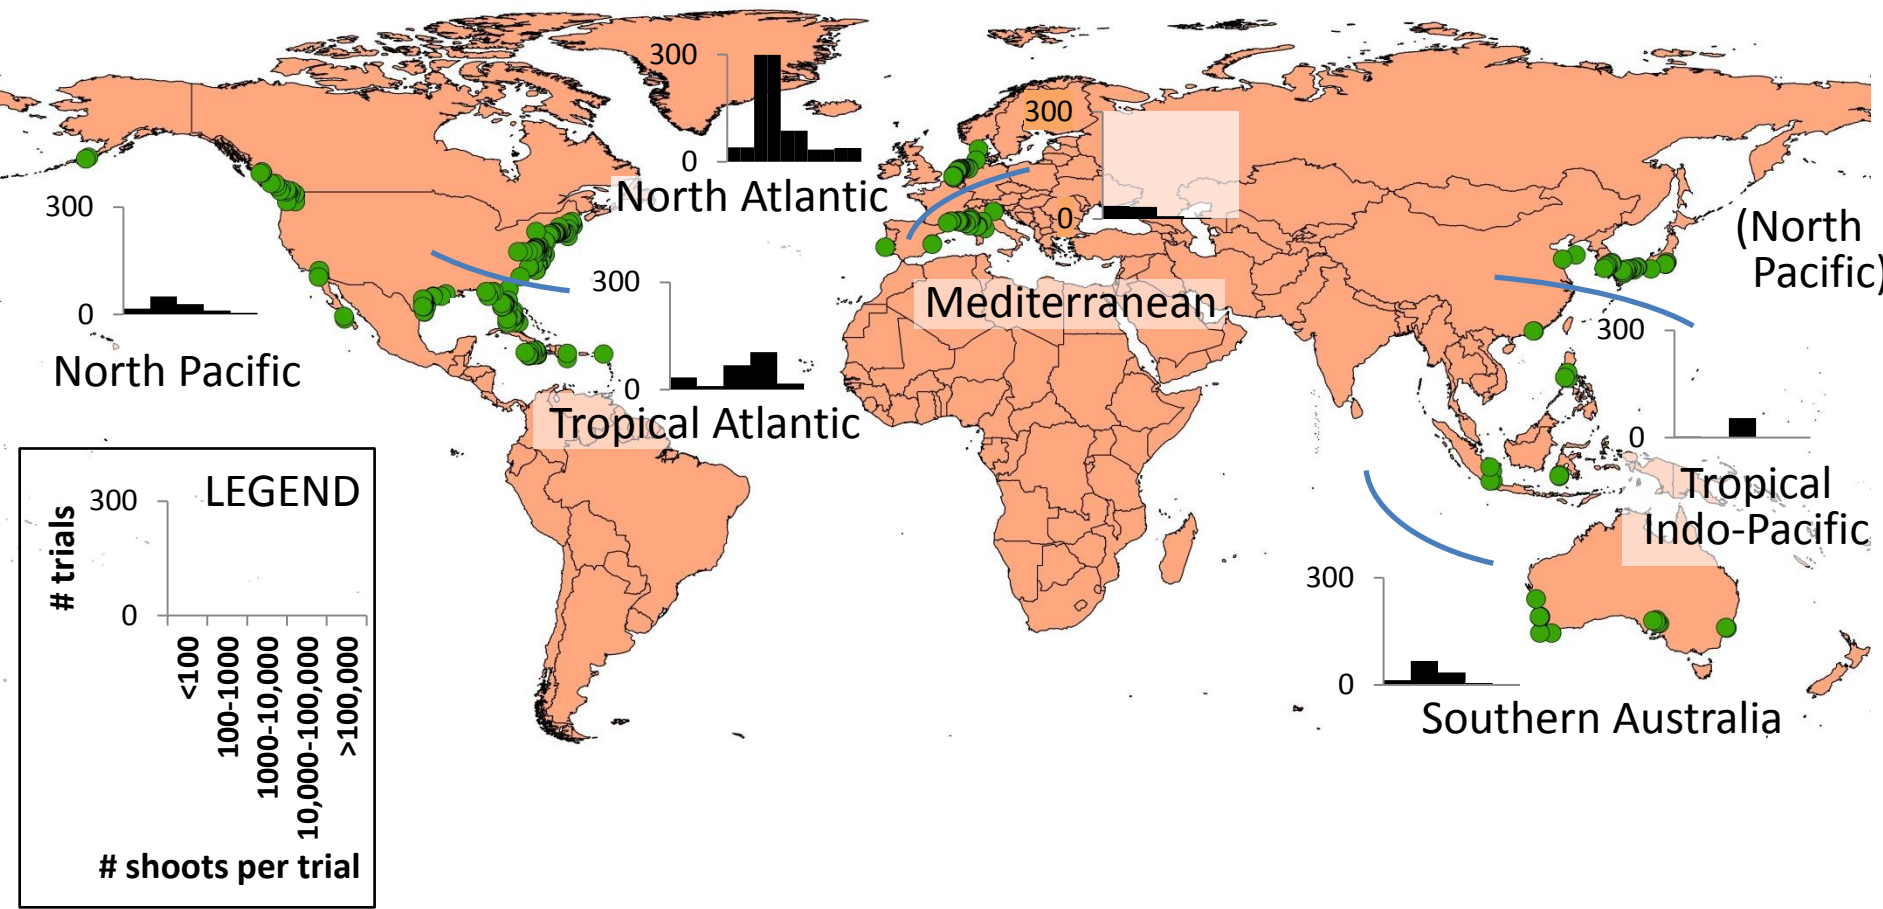 300
0
North Atlantic
300
0
Mediterranean
(North
Pacific)
300
0
North Pacific
300
0
Tropical Atlantic
300
0
Tropical
Indo-Pacific
300
0
Southern Australia
LEGEND
# trials
300
0
<100
100-1000
1000-10,000
10,000-100,000
>100,000
# shoots per trial